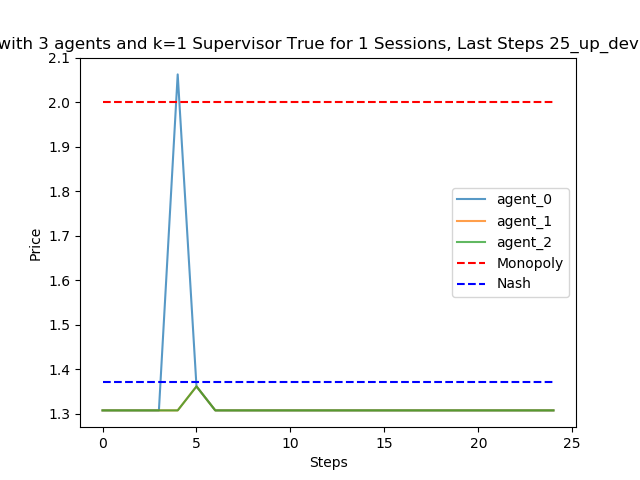 with 3 agents and k=1 Supervisor True for 1 Sessions, Last Steps 25_up_dev
2.1
2.0
1.9
1.8
1.7
1.6
1.5
1.4
1.3
Price
agent_0
agent_1
agent_2
Monopoly
Nash
0 5 10 15 20 25
Steps